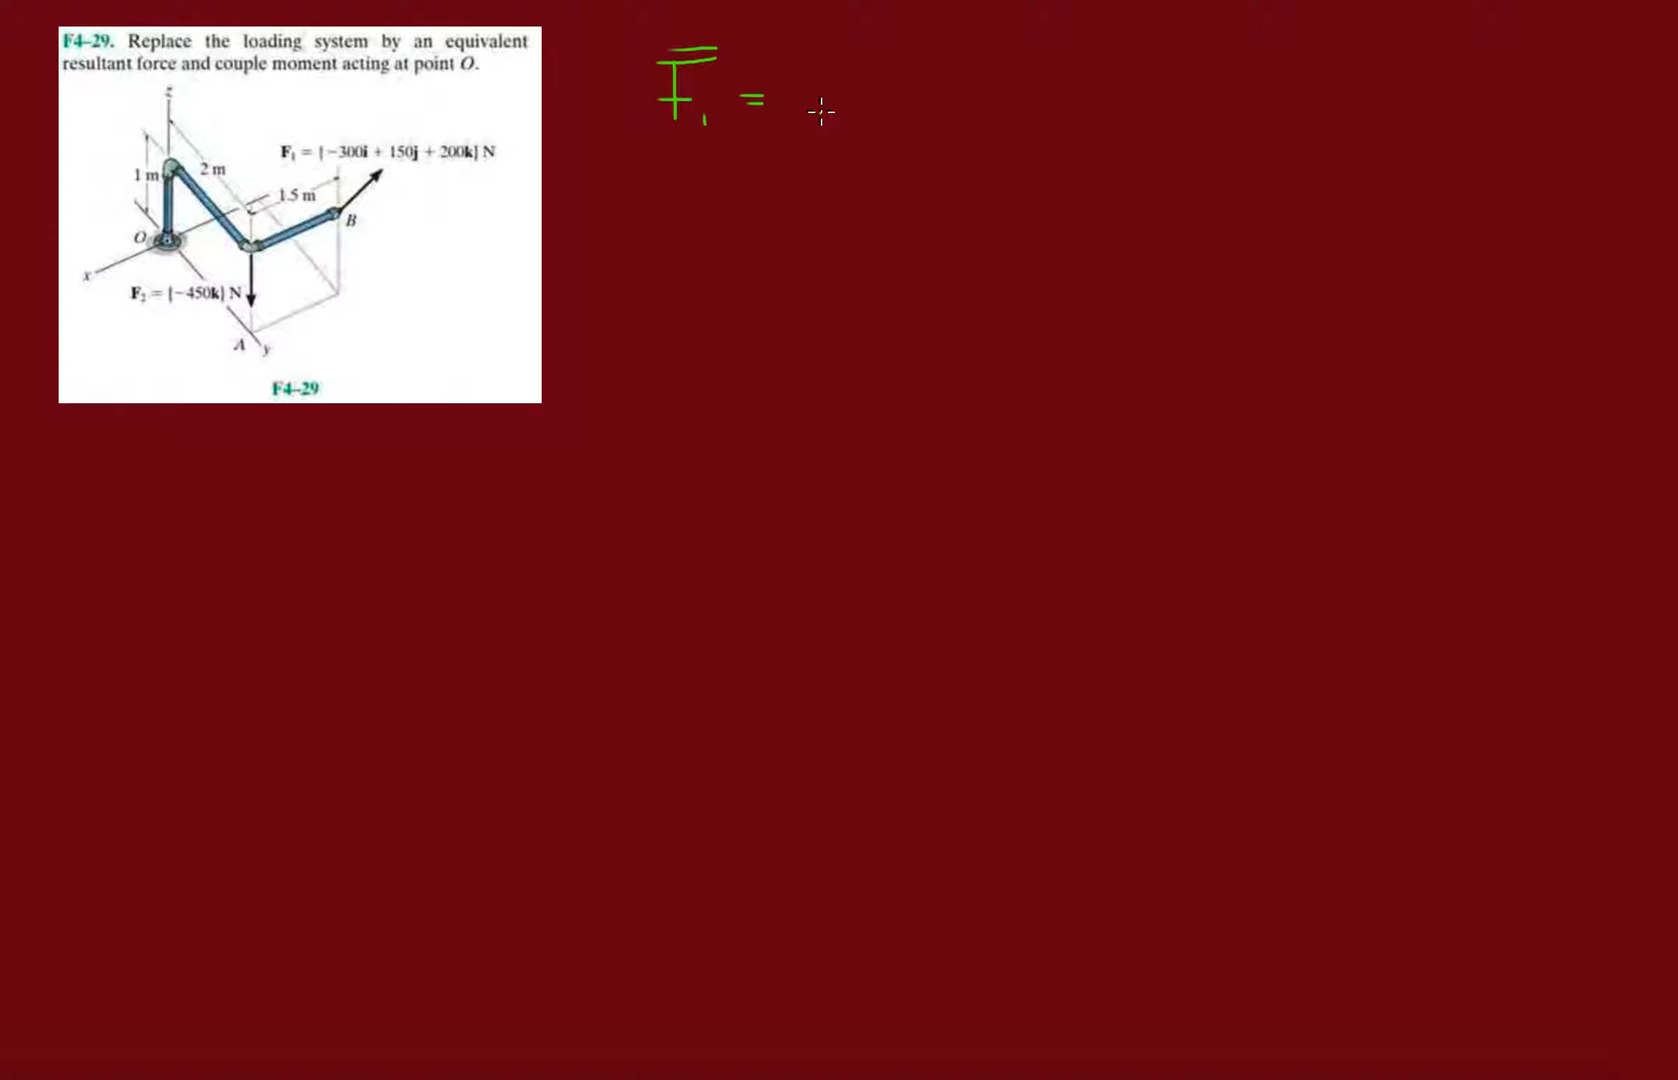 F4–29. Replace the loading system by an equivalent
resultant force and couple moment acting at point O.
z
F₁ = {−300i + 150j + 200k} N
1 m
2 m
1.5 m
B
O
x
F₂ = {−450k} N
A
y
F4–29
F̅₁ =